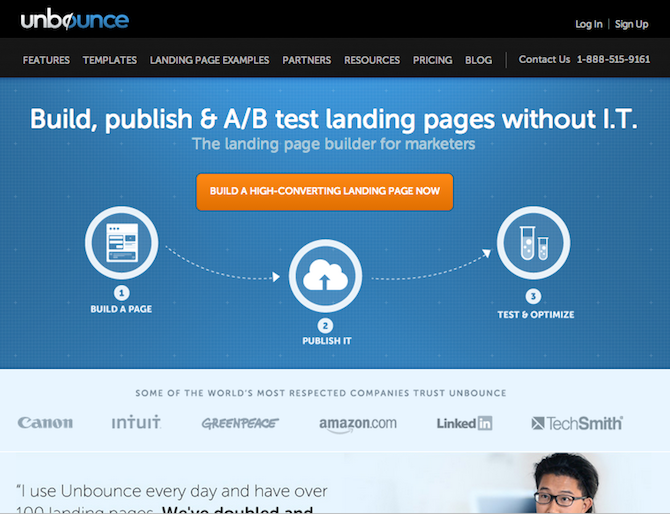 unbounce
Log In | Sign Up
FEATURES TEMPLATES LANDING PAGE EXAMPLES PARTNERS RESOURCES PRICING BLOG Contact Us 1-888-515-9161
Build, publish & A/B test landing pages without I.T.
The landing page builder for marketers
BUILD A HIGH-CONVERTING LANDING PAGE NOW
1
BUILD A PAGE
2
PUBLISH IT
3
TEST & OPTIMIZE
SOME OF THE WORLD'S MOST RESPECTED COMPANIES TRUST UNBOUNCE
Canon INTUIT GREENPEACE amazon.com Linked in TechSmith
“I use Unbounce every day and have over
100 landing pages. We've doubled and